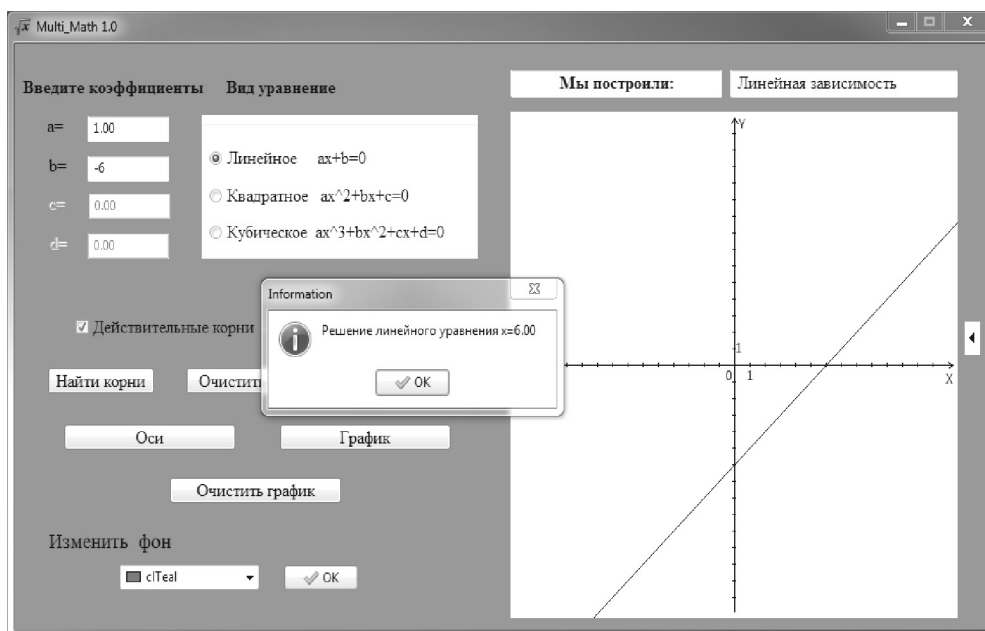 Multi_Math 1.0
Введите коэффициенты Вид уравнение
Мы построили: Линейная зависимость
a= 1.00
b= -6
c= 0.00
d= 0.00
Линейное ax+b=0
Квадратное ax^2+bx+c=0
Кубическое ax^3+bx^2+cx+d=0
Y
1
0 1 X
Information
Решение линейного уравнения x=6.00
OK
Действительные корни
Найти корни Очистит
Оси График
Очистить график
Изменить фон
clTeal OK